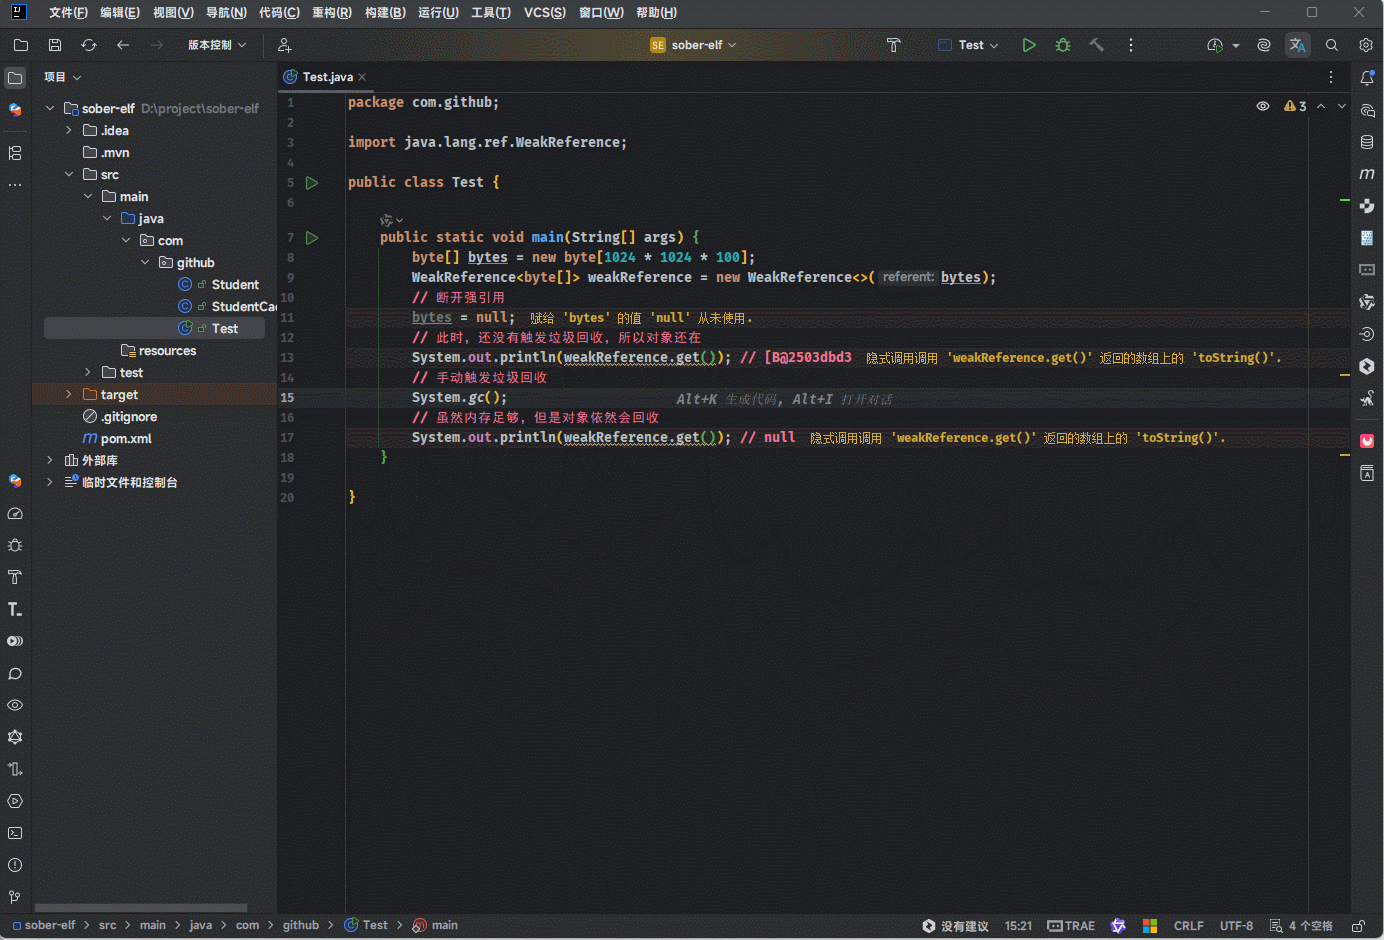 文件(F) 编辑(E) 视图(V) 导航(N) 代码(C) 重构(R) 构建(B) 运行(U) 工具(T) VCS(S) 窗口(W) 帮助(H)
版本控制 SE sober-elf Test
项目
Test.java
sober-elf D:\project\sober-elf
.idea
.mvn
src
main
java
com
github
Student
StudentCa
Test
resources
test
target
.gitignore
pom.xml
外部库
临时文件和控制台
3
1 package com.github;
2
3 import java.lang.ref.WeakReference;
4
5 public class Test {
6
7 public static void main(String[] args) {
8 byte[] bytes = new byte[1024 * 1024 * 100];
9 WeakReference<byte[]> weakReference = new WeakReference<>( referent: bytes);
10 // 断开强引用
11 bytes = null; 赋给 'bytes' 的值 'null' 从未使用.
12 // 此时，还没有触发垃圾回收，所以对象还在
13 System.out.println(weakReference.get()); // [B@2503dbd3 隐式调用调用 'weakReference.get()' 返回的数组上的 'toString()'.
14 // 手动触发垃圾回收
15 System.gc(); Alt+K 生成代码, Alt+I 打开对话
16 // 虽然内存足够，但是对象依然会回收
17 System.out.println(weakReference.get()); // null 隐式调用调用 'weakReference.get()' 返回的数组上的 'toString()'.
18 }
19
20 }
sober-elf > src > main > java > com > github > Test > main 没有建议 15:21 TRAE CRLF UTF-8 4 个空格